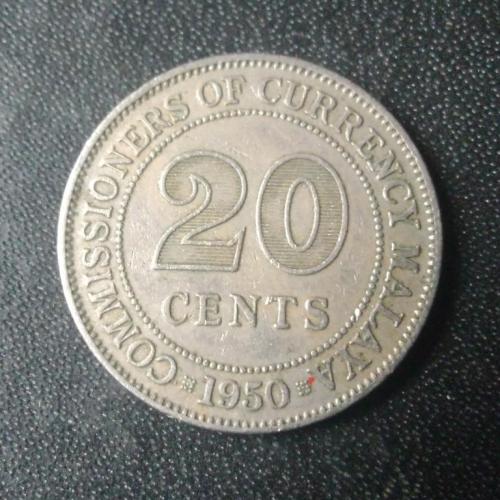 COMMISSIONERS OF CURRENCY MALAYA
20
CENTS
1950